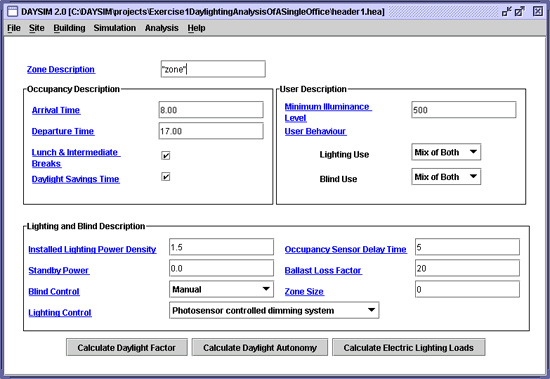 DAYSIM 2.0 [C:\DAYSIM\projects\Exercise1DaylightingAnalysisOfASingleOffice\header1.hea]
File Site Building Simulation Analysis Help
Zone Description "zone"
Occupancy Description
Arrival Time 8.00
Departure Time 17.00
Lunch & Intermediate
Breaks
Daylight Savings Time
User Description
Minimum Illuminance
Level 500
User Behaviour
Lighting Use Mix of Both
Blind Use Mix of Both
Lighting and Blind Description
Installed Lighting Power Density 1.5 Occupancy Sensor Delay Time 5
Standby Power 0.0 Ballast Loss Factor 20
Blind Control Manual Zone Size 0
Lighting Control Photosensor controlled dimming system
Calculate Daylight Factor Calculate Daylight Autonomy Calculate Electric Lighting Loads